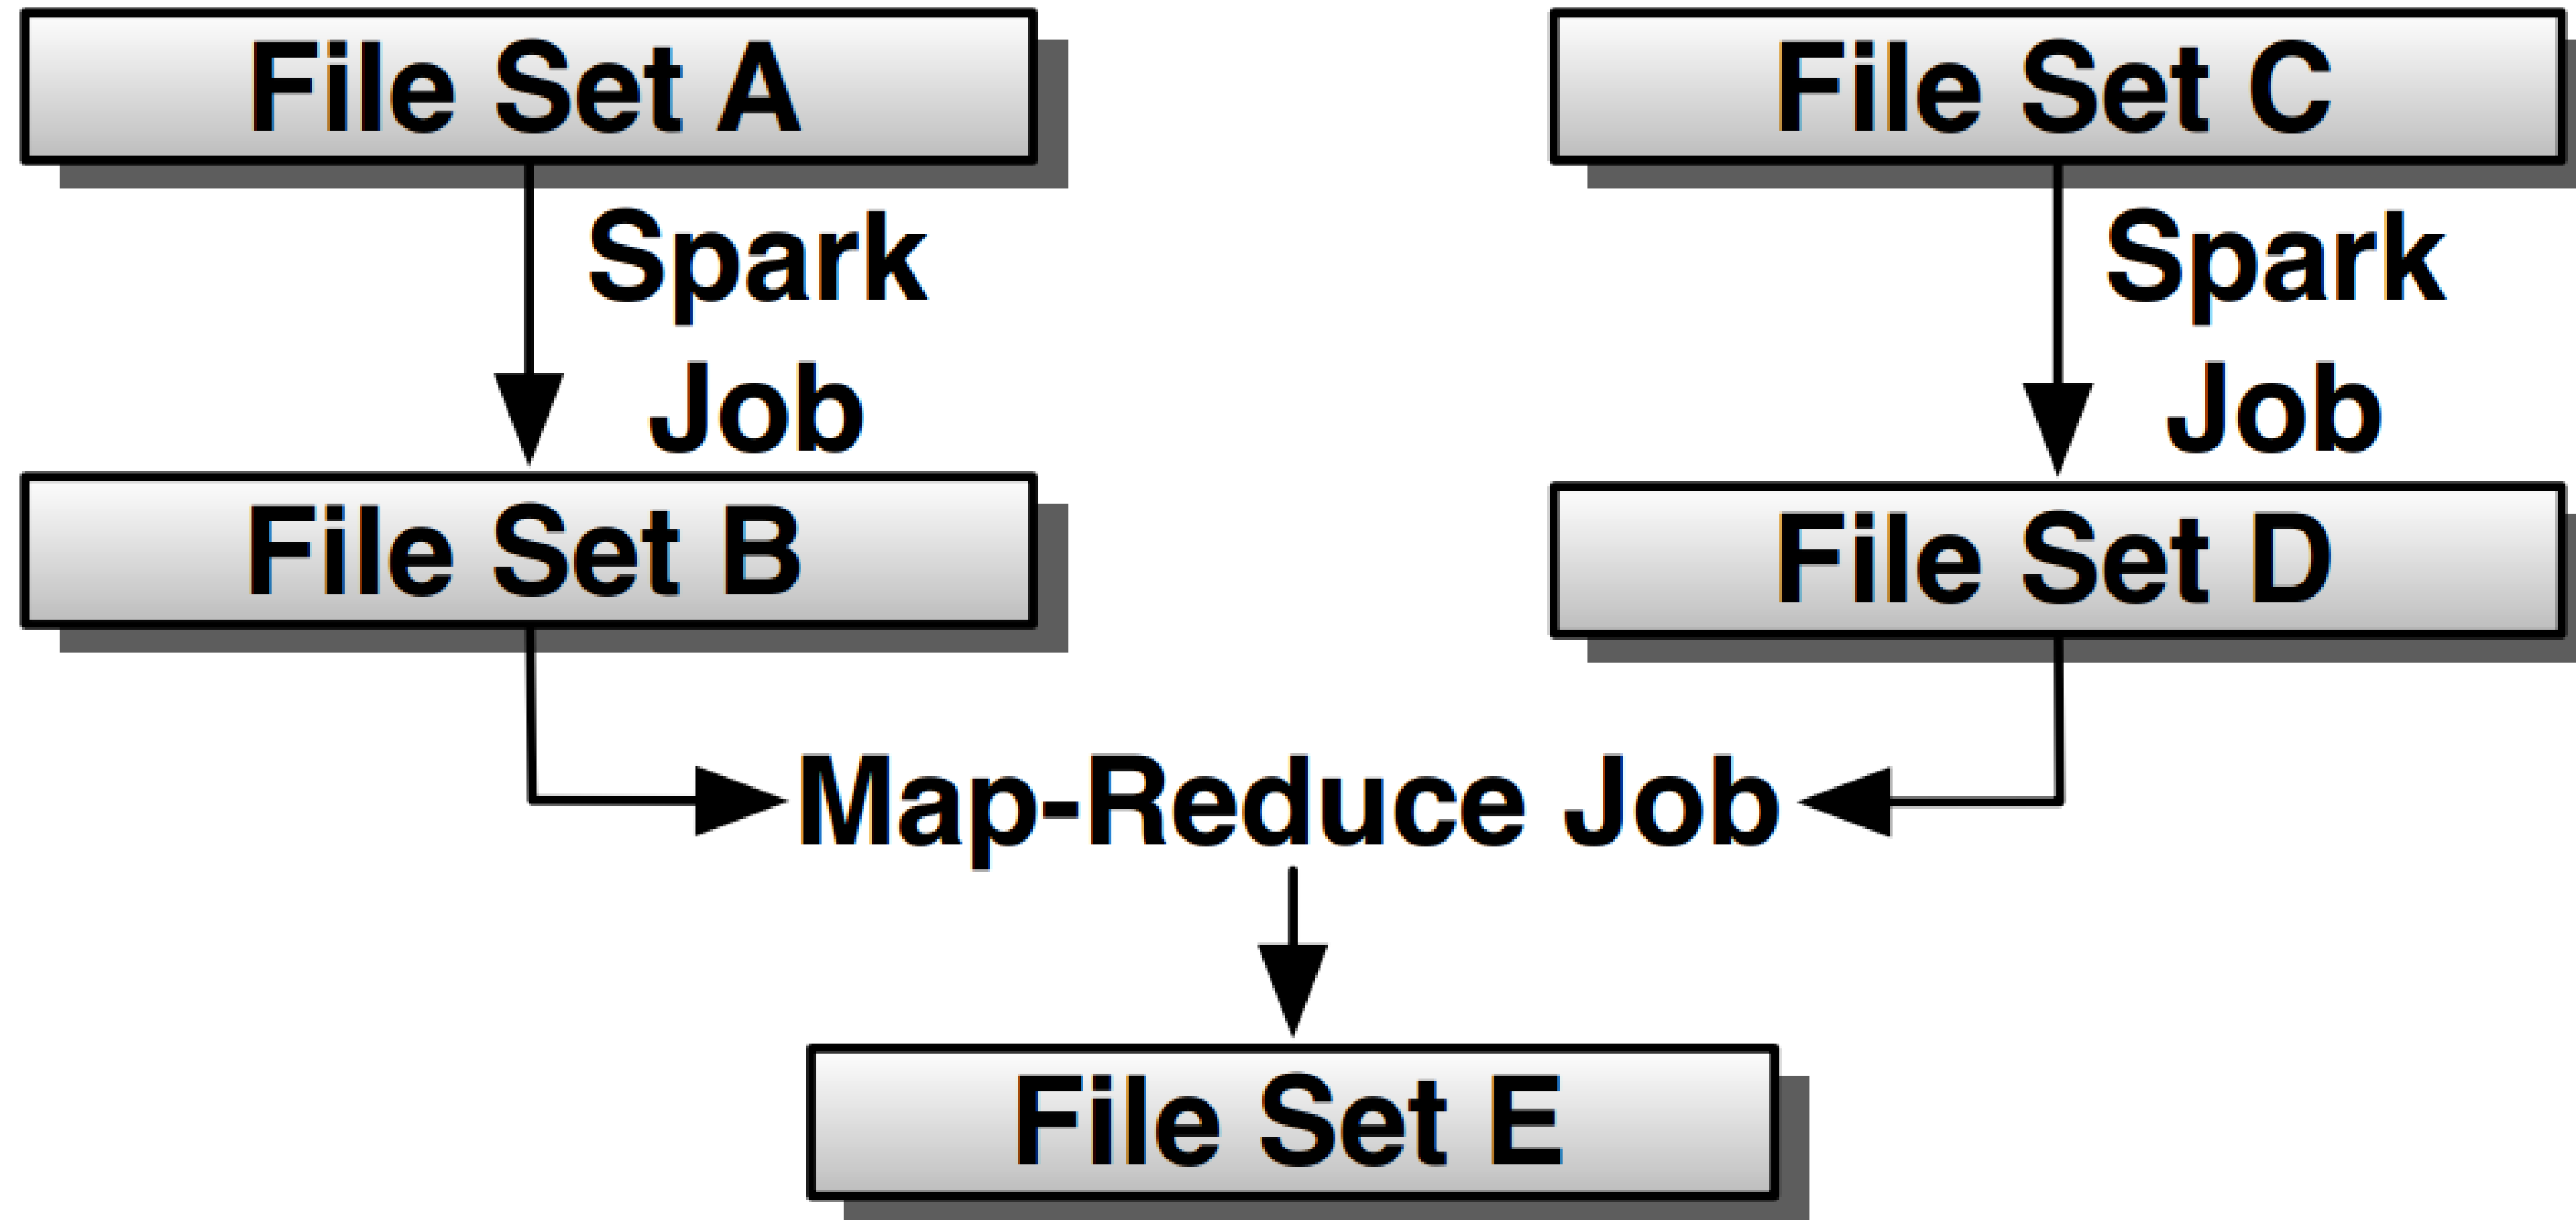 File Set A
File Set C
Spark
Job
Spark
Job
File Set B
File Set D
Map-Reduce Job
File Set E